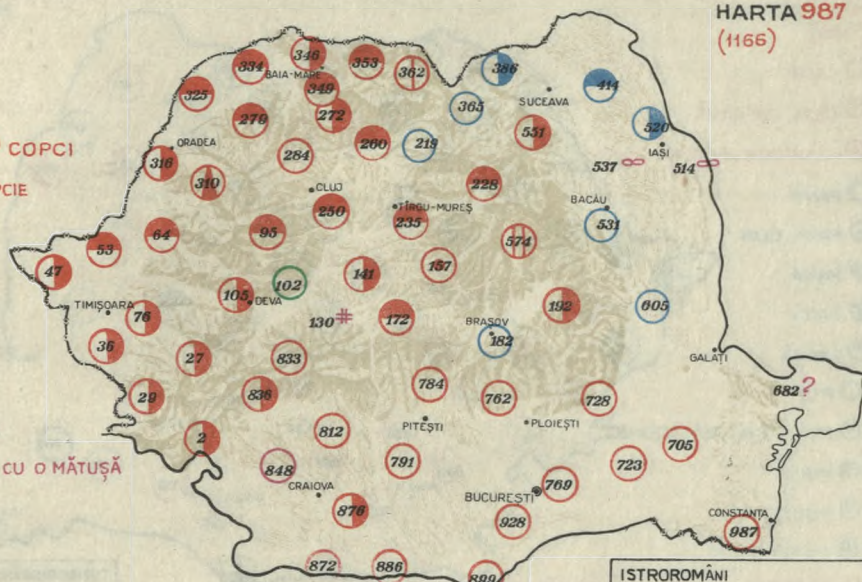 HARTA 987
(1166)
346
334
353
386
BAIA-MARE
362
325
349
414
SUCEAVA
365
279
272
520
551
COPCI
ORADEA
260
219
IAȘI
284
316
537 ∞
514 ∞
PCIE
310
228
CLUJ
BACĂU
TÎRGU-MUREȘ
250
235
531
64
95
574
53
157
47
141
102
105
DEVA
192
605
TIMIȘOARA
76
130 #
172
BRAȘOV
182
36
27
833
GALAȚI
29
836
784
762
728
682 ?
PITEȘTI
PLOIEȘTI
2
812
705
791
723
CU O MĂTUȘĂ
848
CRAIOVA
BUCUREȘTI
769
876
928
CONSTANȚA
987
872
886
ISTROROMÂNI